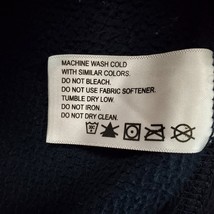 MACHINE WASH COLD
WITH SIMILAR COLORS.
DO NOT BLEACH.
DO NOT USE FABRIC SOFTENER.
TUMBLE DRY LOW.
DO NOT IRON.
DO NOT DRY CLEAN.